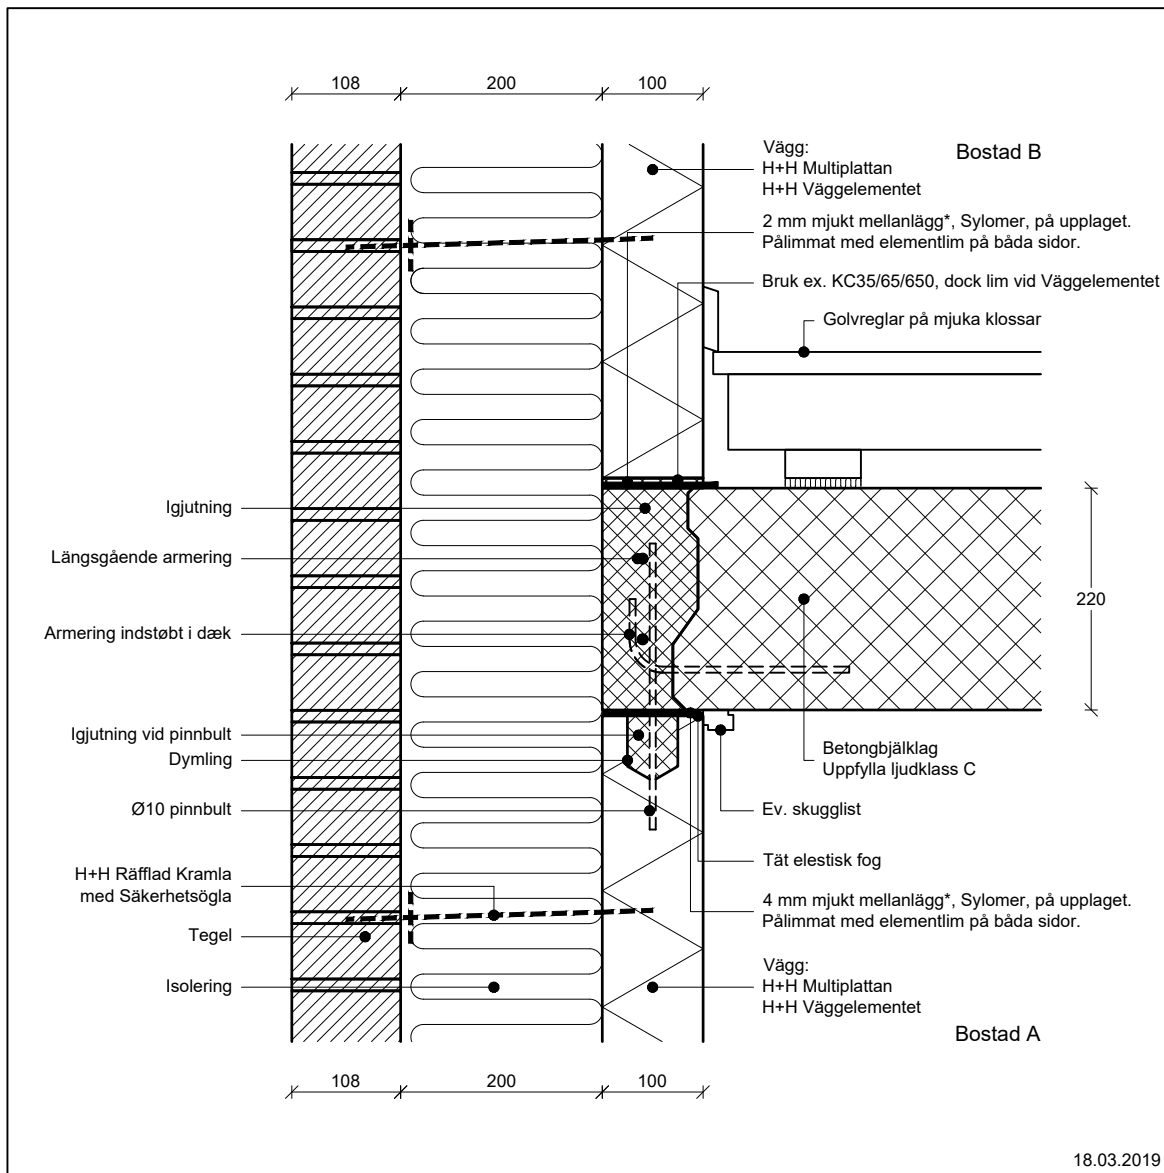 108
200
100
Vägg:
H+H Multiplattan
H+H Väggelementet
Bostad B
2 mm mjukt mellanlägg*, Sylomer, på upplaget.
Pålimmat med elementlim på båda sidor.
Bruk ex. KC35/65/650, dock lim vid Väggelementet
Golvreglar på mjuka klossar
Igjutning
Längsgående armering
Armering indstøbt i dæk
220
Igjutning vid pinnbult
Dymling
Ø10 pinnbult
H+H Räfflad Kramla
med Säkerhetsögla
Tegel
Isolering
Betongbjälklag
Uppfylla ljudklass C
Ev. skugglist
Tät elestisk fog
4 mm mjukt mellanlägg*, Sylomer, på upplaget.
Pålimmat med elementlim på båda sidor.
Vägg:
H+H Multiplattan
H+H Väggelementet
Bostad A
108
200
100
18.03.2019